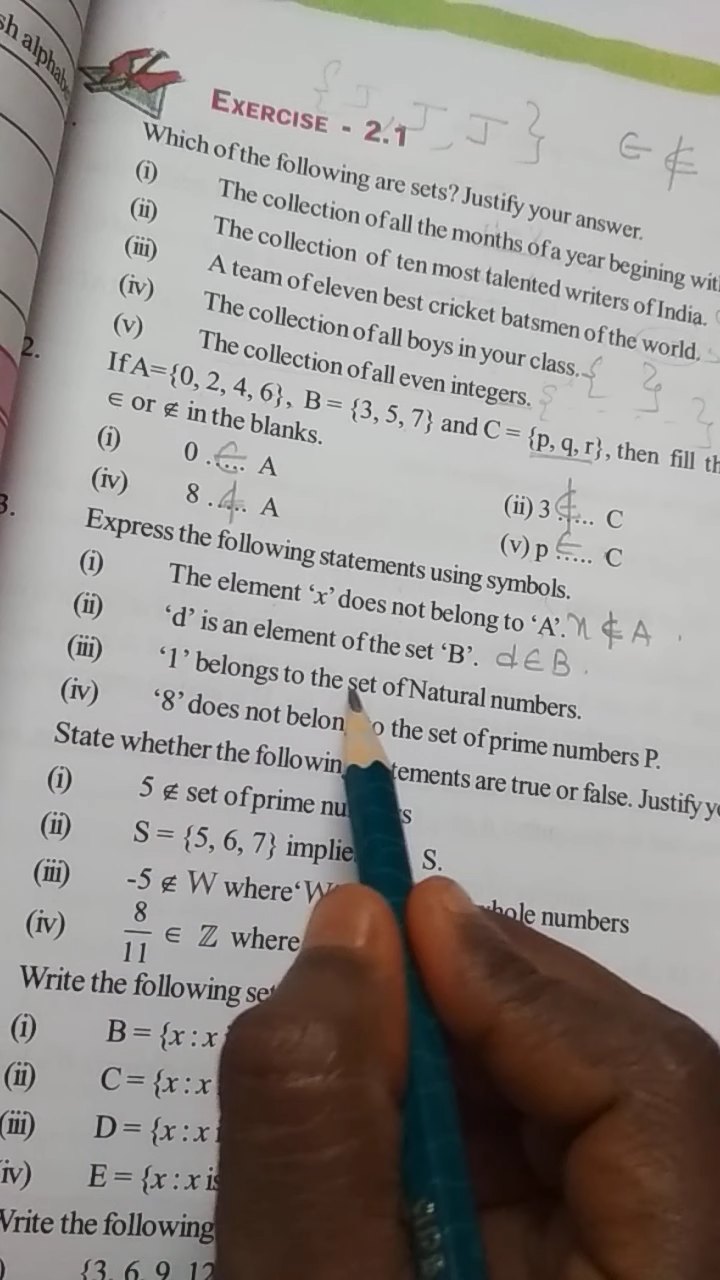 sh alphab
{ J, J, J } ∈ ∉
EXERCISE - 2.1
Which of the following are sets? Justify your answer.
(i) The collection of all the months of a year begining wit
(ii) The collection of ten most talented writers of India.
(iii) A team of eleven best cricket batsmen of the world.
(iv) The collection of all boys in your class. { }
(v) The collection of all even integers.
2. If A={0, 2, 4, 6}, B = {3, 5, 7} and C = {p, q, r}, then fill th
∈ or ∉ in the blanks.
(i) 0 .∈... A (ii) 3 ∉.... C
(iv) 8 .∉... A (v) p ∈.... C
3. Express the following statements using symbols.
(i) The element ‘x’ does not belong to ‘A’. x ∉ A .
(ii) ‘d’ is an element of the set ‘B’. d ∈ B .
(iii) ‘1’ belongs to the set of Natural numbers.
(iv) ‘8’ does not belon o the set of prime numbers P.
State whether the followin tements are true or false. Justify y
(i) 5 ∉ set of prime nu s
(ii) S = {5, 6, 7} implie S.
(iii) -5 ∉ W where ‘W hole numbers
(iv) 8/11 ∈ ℤ where
Write the following se
(i) B = {x : x
(ii) C = {x : x
(iii) D = {x : x i
iv) E = {x : x is
Write the following
{3, 6, 9, 12